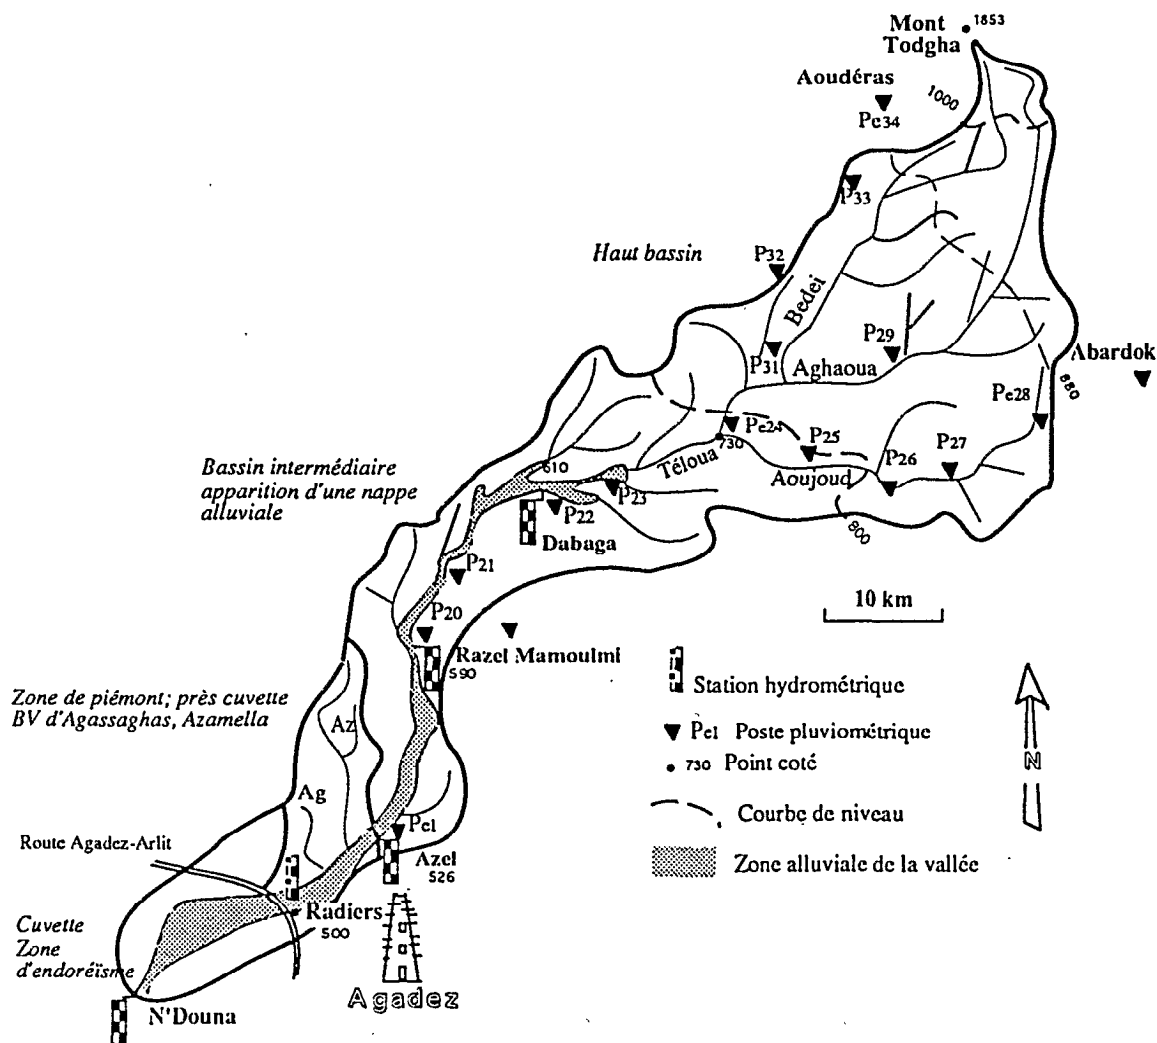 Mont
Todgha
1853
Aoudéras
Pe34
1000
P33
Haut bassin
P32
Bedei
P29
P31
Aghaoua
Abardok
880
Pe28
Pe24
730
P25
P27
P26
Téloua
Aoujoud
800
610
P23
P22
Dabaga
Bassin intermédiaire
apparition d'une nappe
alluviale
P21
P20
10 km
Razel Mamoulmi
590
Station hydrométrique
Zone de piémont; près cuvette
BV d'Agassaghas, Azamella
Az
Pe1 Poste pluviométrique
730 Point coté
N
Ag
Courbe de niveau
Pe1
Route Agadez-Arlit
Azel
526
Zone alluviale de la vallée
Radiers
500
Cuvette
Zone
d'endoréïsme
Agadez
N'Douna